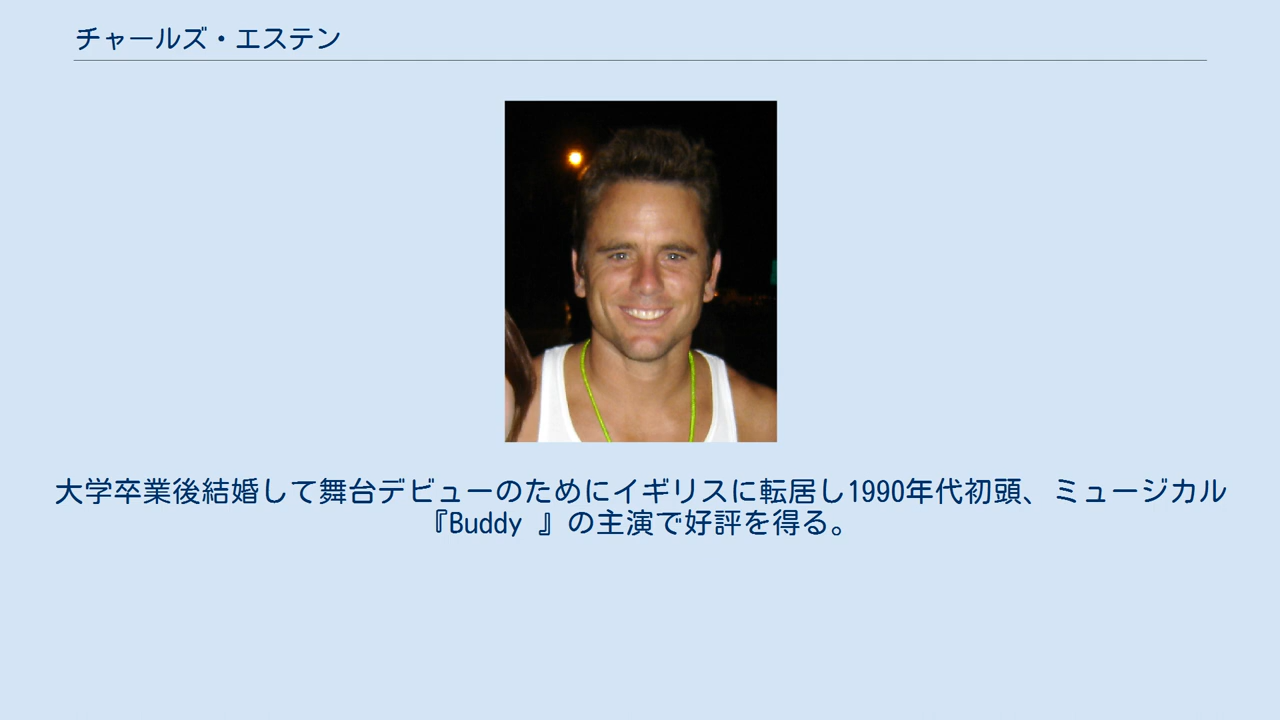 チャールズ・エステン
大学卒業後結婚して舞台デビューのためにイギリスに転居し1990年代初頭、ミュージカル
『Buddy 』の主演で好評を得る。